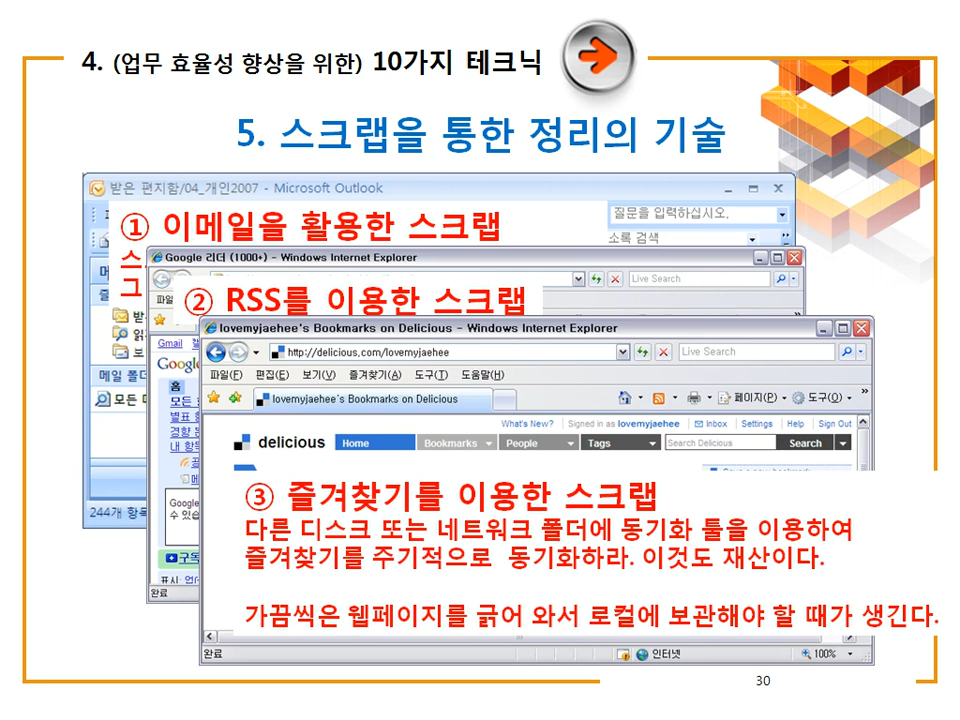 4. (업무 효율성 향상을 위한) 10가지 테크닉
5. 스크랩을 통한 정리의 기술
받은 편지함/04_개인2007 - Microsoft Outlook
질문을 입력하십시오.
① 이메일을 활용한 스크랩
스
그
Google 리더 (1000+) - Windows Internet Explorer
Live Search
② RSS를 이용한 스크랩
lovemyjaehee's Bookmarks on Delicious - Windows Internet Explorer
http://delicious.com/lovemyjaehee
Live Search
파일(F) 편집(E) 보기(V) 즐겨찾기(A) 도구(T) 도움말(H)
lovemyjaehee's Bookmarks on Delicious
페이지(P) 도구(O)
What's New? Signed in as lovemyjaehee Inbox Settings Help Sign Out
delicious Home Bookmarks People Tags Search Delicious Search
Gmail
Google
홈
메일 폴더
244개 항목
표시:
완료
③ 즐겨찾기를 이용한 스크랩
다른 디스크 또는 네트워크 폴더에 동기화 툴을 이용하여
즐겨찾기를 주기적으로 동기화하라. 이것도 재산이다.
가끔씩은 웹페이지를 긁어 와서 로컬에 보관해야 할 때가 생긴다.
완료 인터넷 100%
30